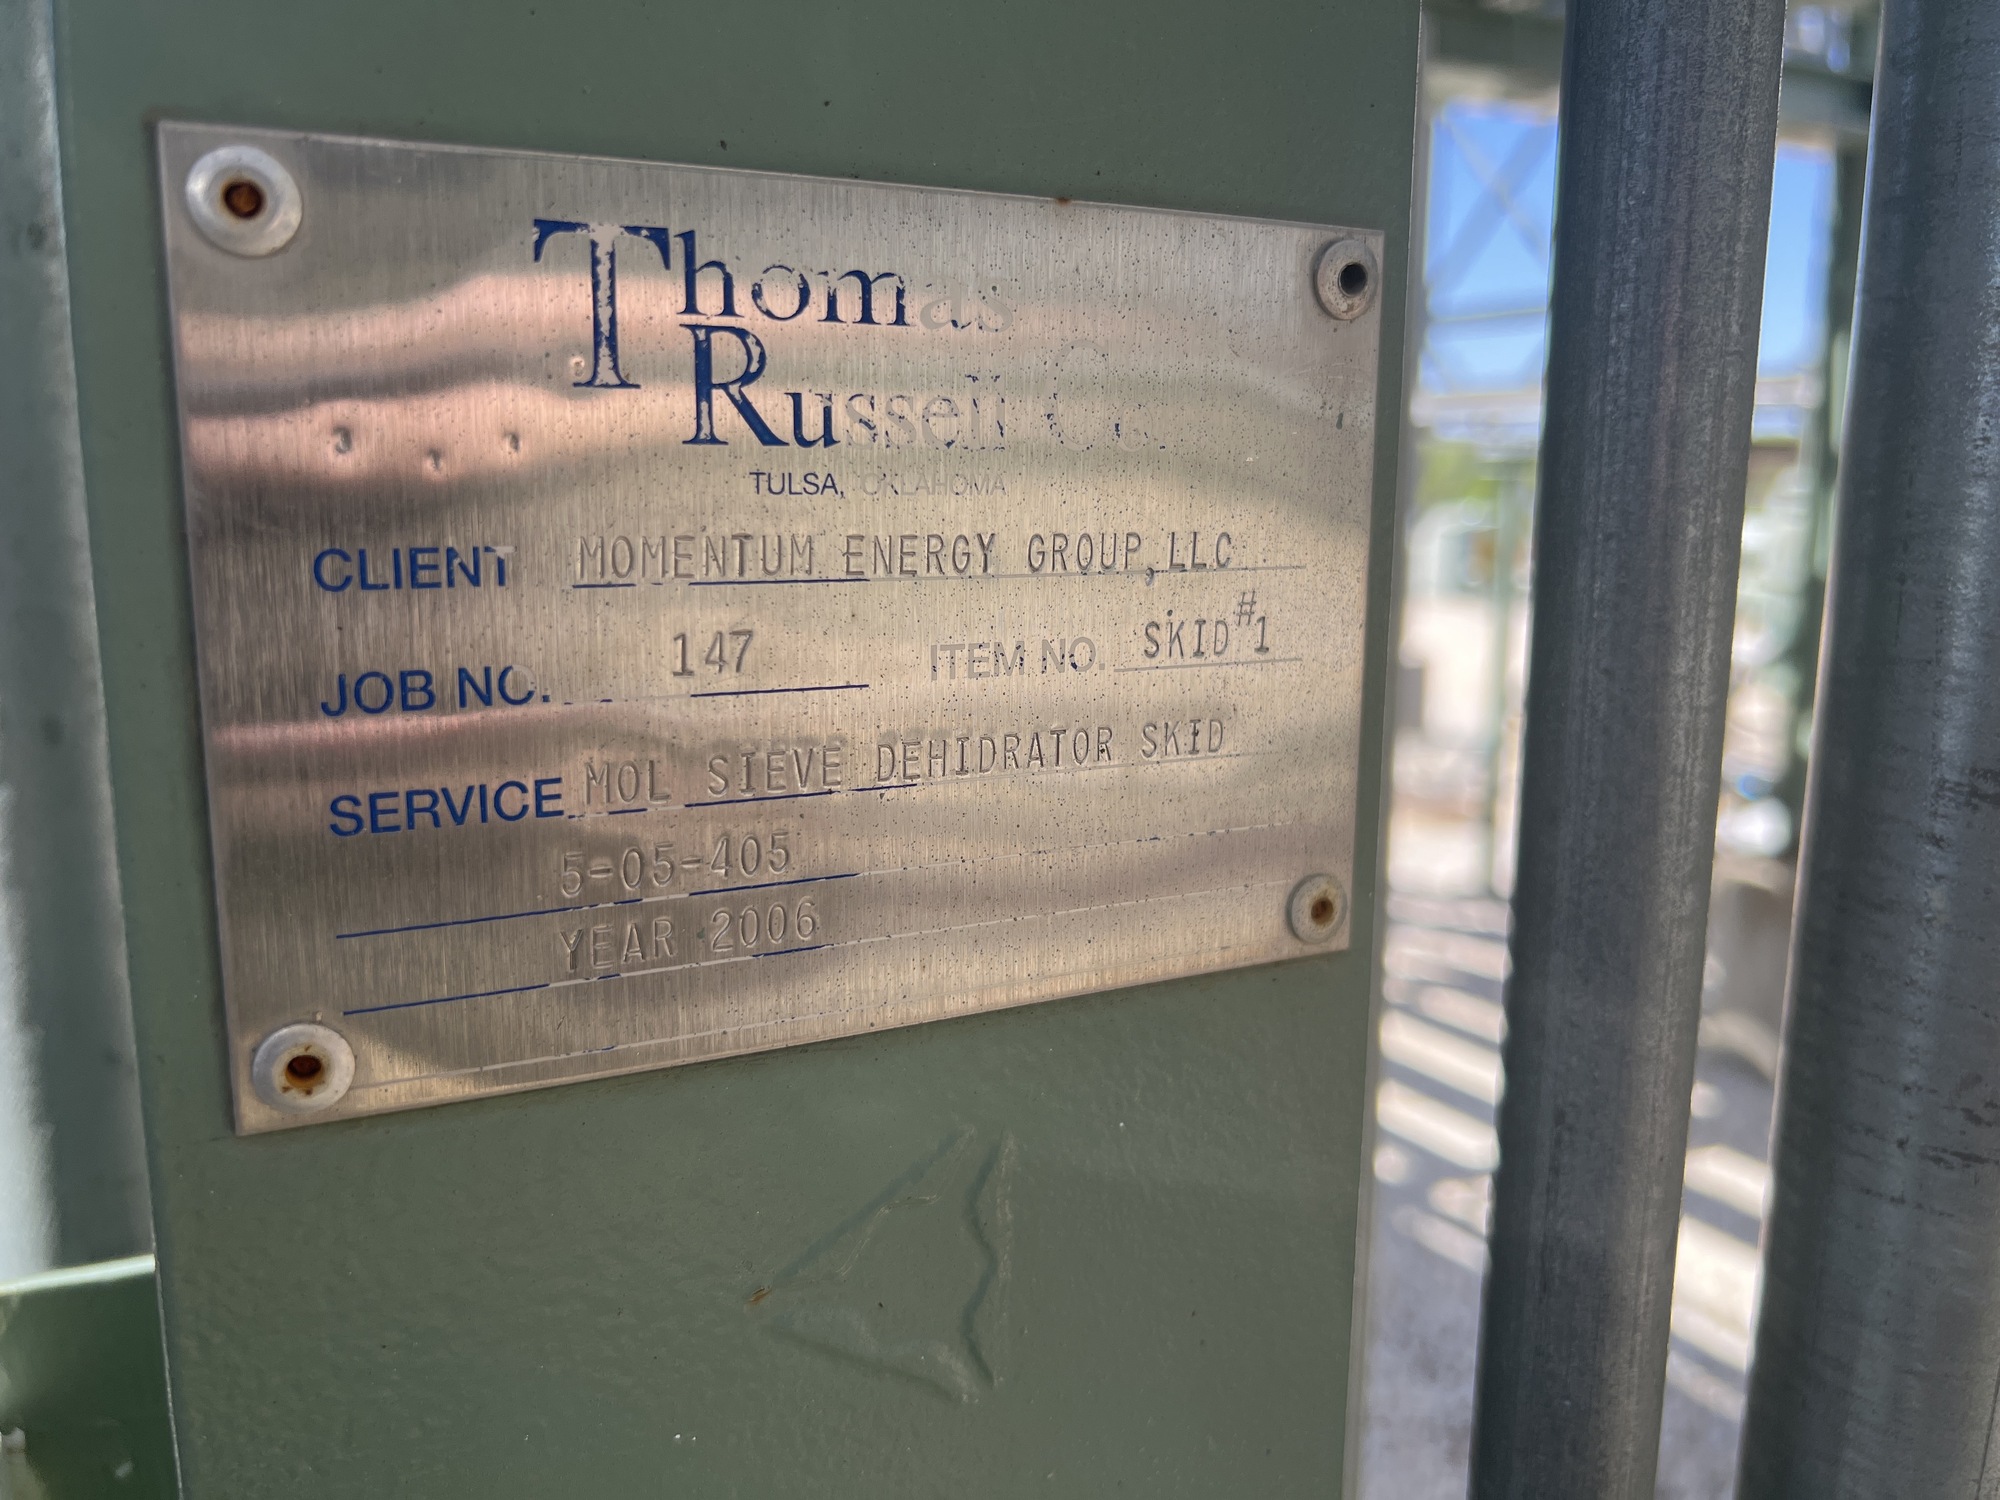 Thomas
Russell Co.
TULSA, OKLAHOMA
CLIENT MOMENTUM ENERGY GROUP, LLC
JOB NO. 147 ITEM NO. SKID #1
SERVICE MOL SIEVE DEHIDRATOR SKID
5-05-405
YEAR 2006